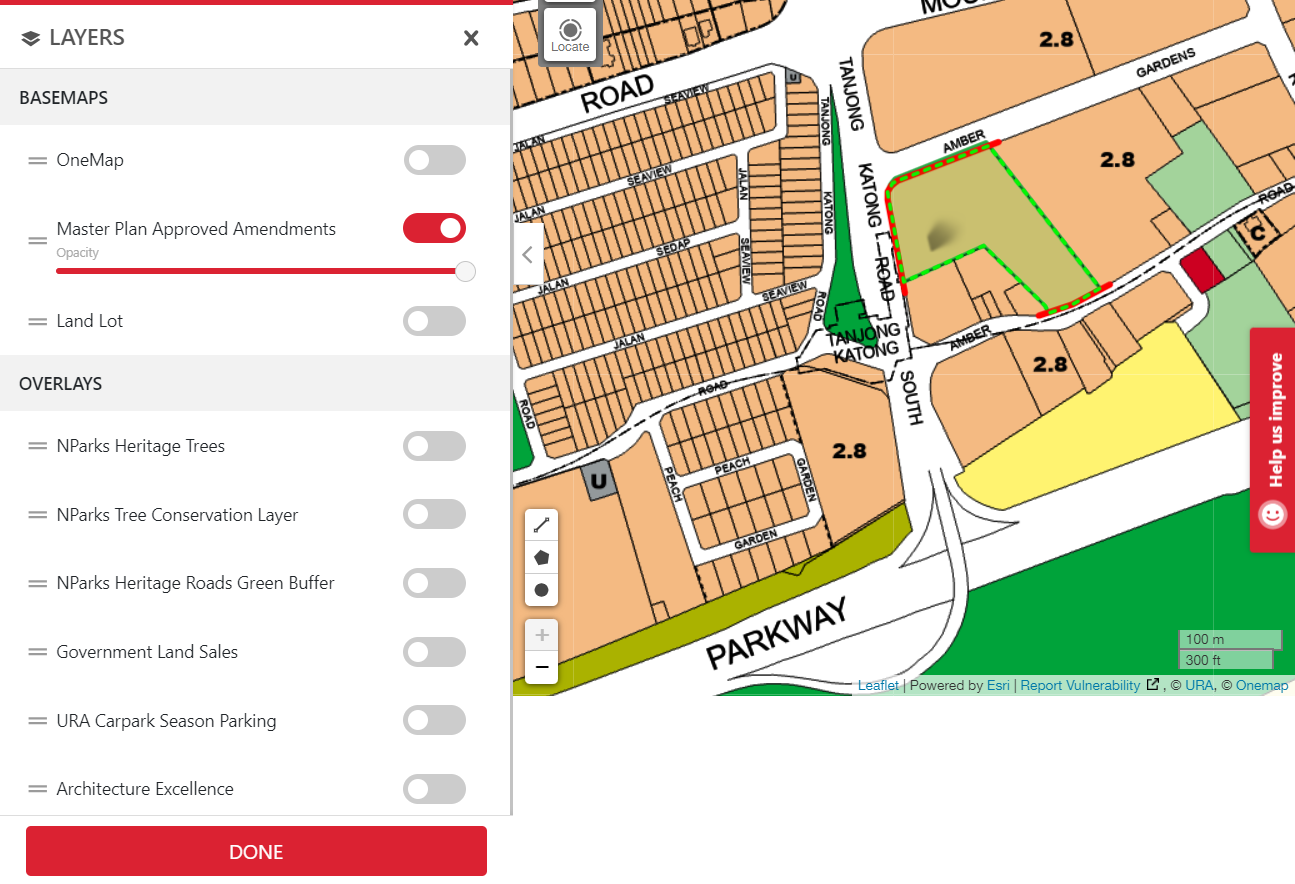 LAYERS
BASEMAPS
OneMap
Master Plan Approved Amendments
Opacity
Land Lot
OVERLAYS
NParks Heritage Trees
NParks Tree Conservation Layer
NParks Heritage Roads Green Buffer
Government Land Sales
URA Carpark Season Parking
Architecture Excellence
DONE
Locate
2.8
GARDENS
ROAD
SEAVIEW
U
TANJONG
TANJONG
JALAN
AMBER
2.8
SEAVIEW
JALAN
KATONG
KATONG
ROAD
JALAN
C
SEDAP
SEAVIEW
ROAD
JALAN
SEAVIEW
ROAD
TANJONG
KATONG
AMBER
JALAN
2.8
ROAD
SOUTH
ROAD
2.8
PEACH
U
PEACH
GARDEN
GARDEN
PARKWAY
Help us improve
100 m
300 ft
Leaflet | Powered by Esri | Report Vulnerability , © URA, © Onemap